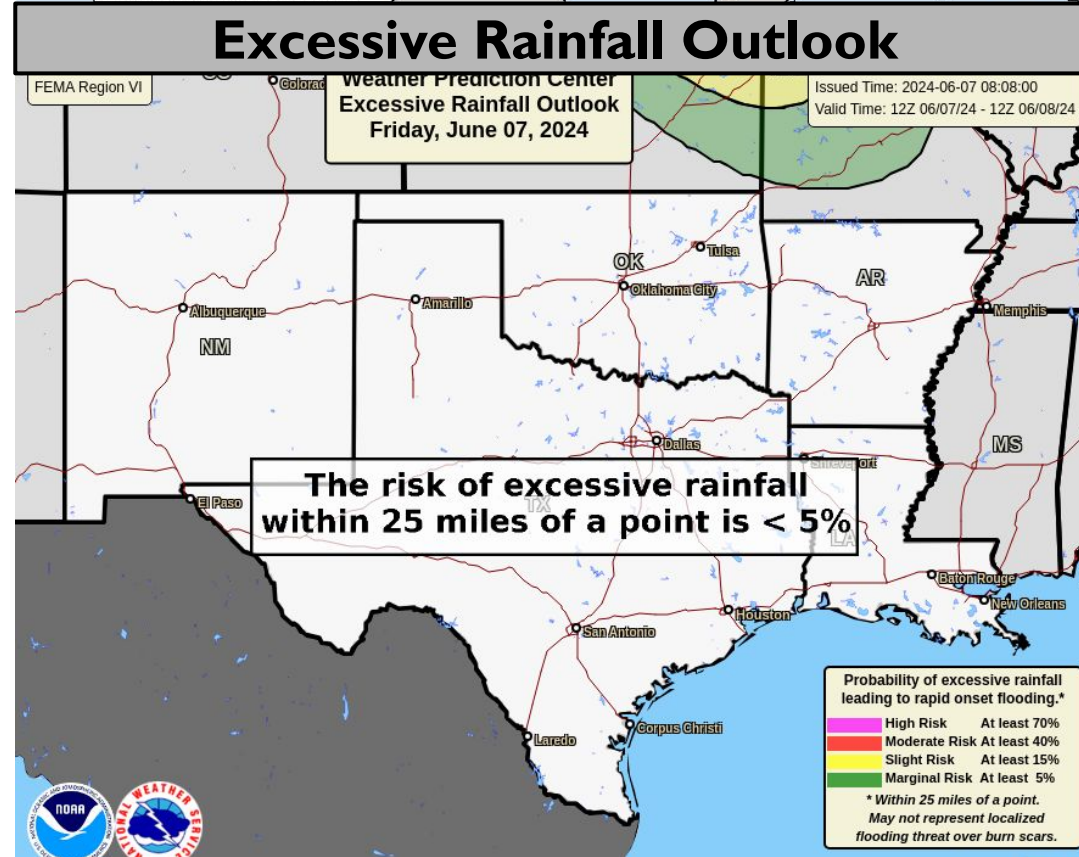 Excessive Rainfall Outlook
FEMA Region VI
Weather Prediction Center
Excessive Rainfall Outlook
Friday, June 07, 2024
Issued Time: 2024-06-07 08:08:00
Valid Time: 12Z 06/07/24 - 12Z 06/08/24
Colorad
Tulsa
OK
AR
Oklahoma City
Amarillo
Albuquerque
Memphis
NM
Dallas
MS
Shreveport
The risk of excessive rainfall
within 25 miles of a point is < 5%
El Paso
TX
LA
Baton Rouge
New Orleans
Houston
San Antonio
Corpus Christi
Laredo
Probability of excessive rainfall
leading to rapid onset flooding.*
High Risk At least 70%
Moderate Risk At least 40%
Slight Risk At least 15%
Marginal Risk At least 5%
* Within 25 miles of a point.
May not represent localized
flooding threat over burn scars.
NOAA
NATIONAL WEATHER SERVICE